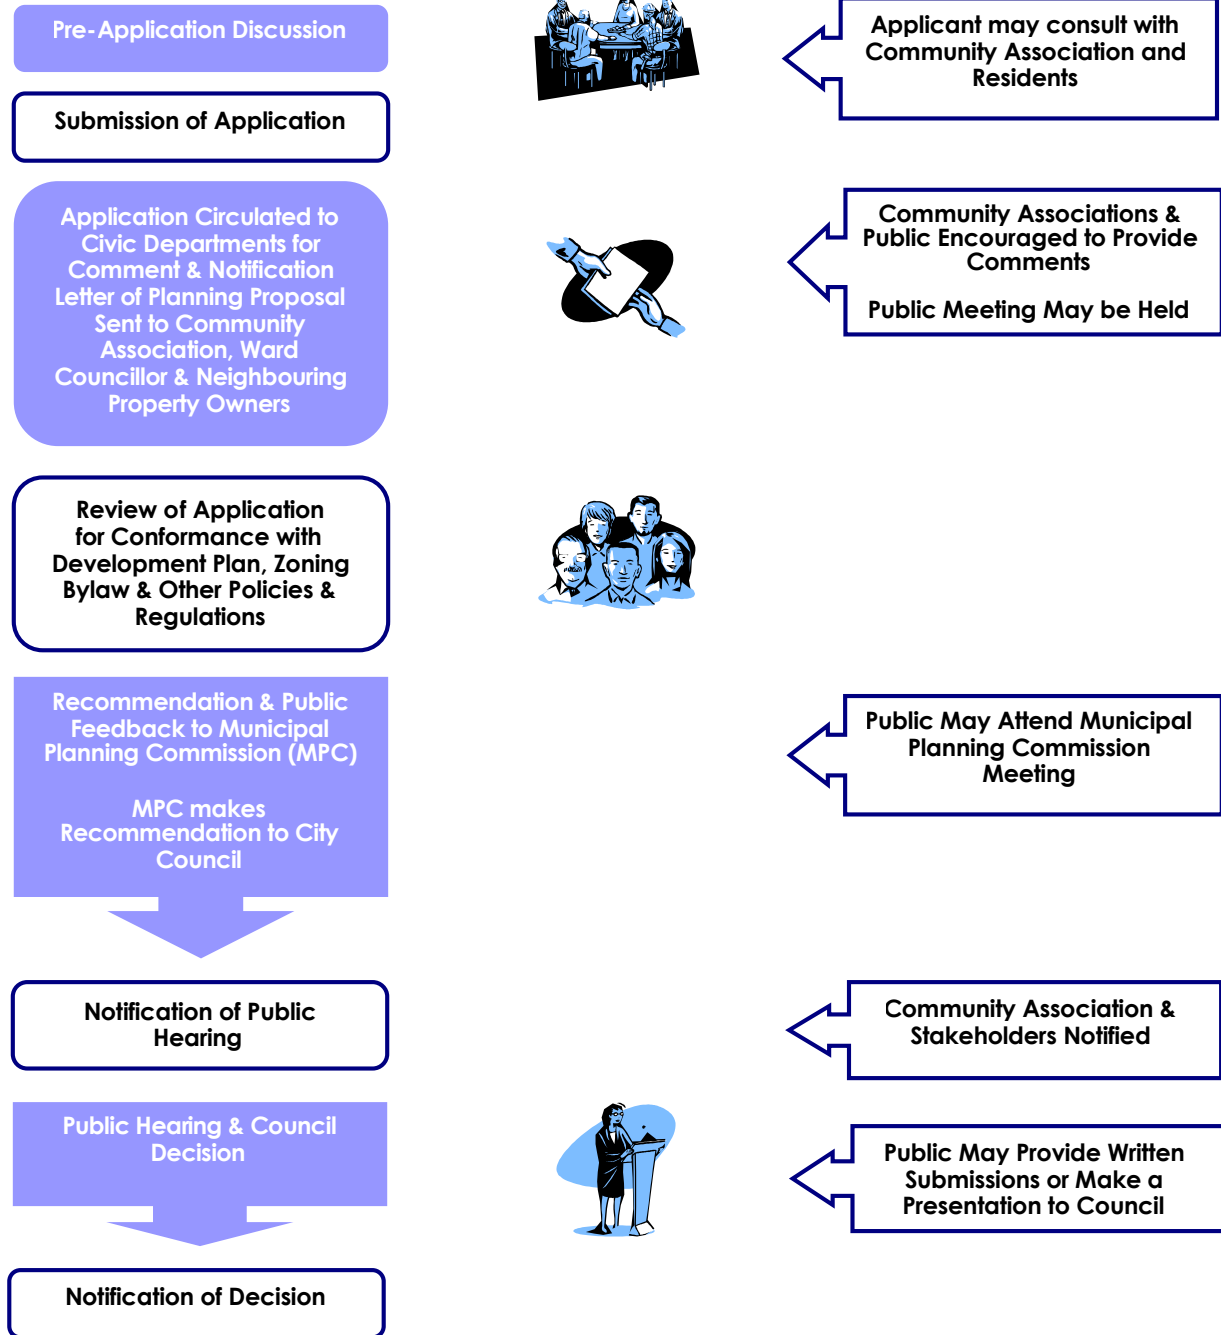 Pre-Application Discussion
Applicant may consult with
Community Association and
Residents
Submission of Application
Application Circulated to
Civic Departments for
Comment & Notification
Letter of Planning Proposal
Sent to Community
Association, Ward
Councillor & Neighbouring
Property Owners
Community Associations &
Public Encouraged to Provide
Comments
Public Meeting May be Held
Review of Application
for Conformance with
Development Plan, Zoning
Bylaw & Other Policies &
Regulations
Recommendation & Public
Feedback to Municipal
Planning Commission (MPC)
MPC makes
Recommendation to City
Council
Public May Attend Municipal
Planning Commission
Meeting
Notification of Public
Hearing
Community Association &
Stakeholders Notified
Public Hearing & Council
Decision
Public May Provide Written
Submissions or Make a
Presentation to Council
Notification of Decision